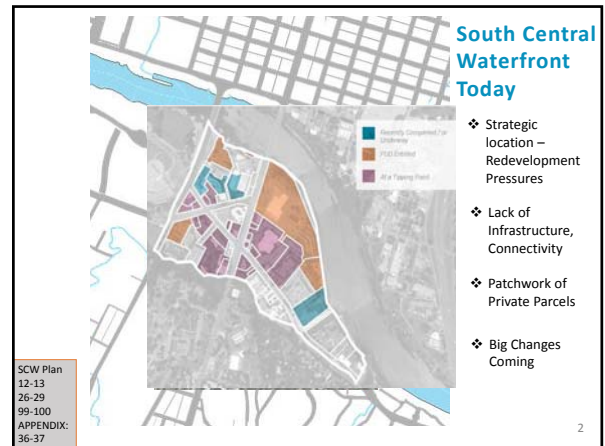 South Central
Waterfront
Today
❖ Strategic
location –
Redevelopment
Pressures
❖ Lack of
Infrastructure,
Connectivity
❖ Patchwork of
Private Parcels
❖ Big Changes
Coming
Recently Completed / or
Underway
PUD Entitled
At a Tipping Point
SCW Plan
12-13
26-29
99-100
APPENDIX:
36-37
2